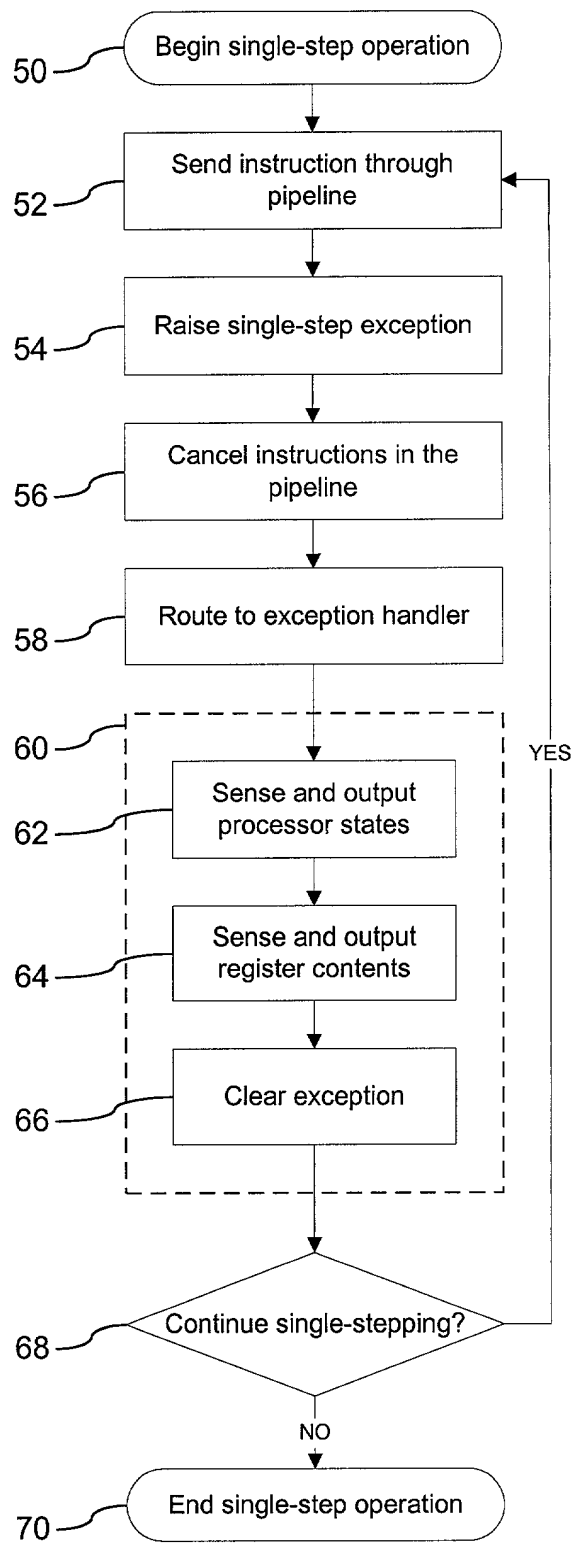 50
Begin single-step operation
52
Send instruction through
pipeline
54
Raise single-step exception
56
Cancel instructions in the
pipeline
58
Route to exception handler
60
YES
62
Sense and output
processor states
64
Sense and output
register contents
66
Clear exception
68
Continue single-stepping?
NO
70
End single-step operation